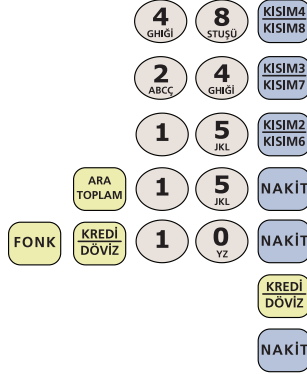 4 GHIĞİ 8 STUŞÜ KISIM4 KISIM8
2 ABCÇ 4 GHIĞİ KISIM3 KISIM7
1 5 JKL KISIM2 KISIM6
ARA TOPLAM 1 5 JKL NAKİT
FONK KREDİ DÖVİZ 1 0 YZ NAKİT
KREDİ DÖVİZ
NAKİT